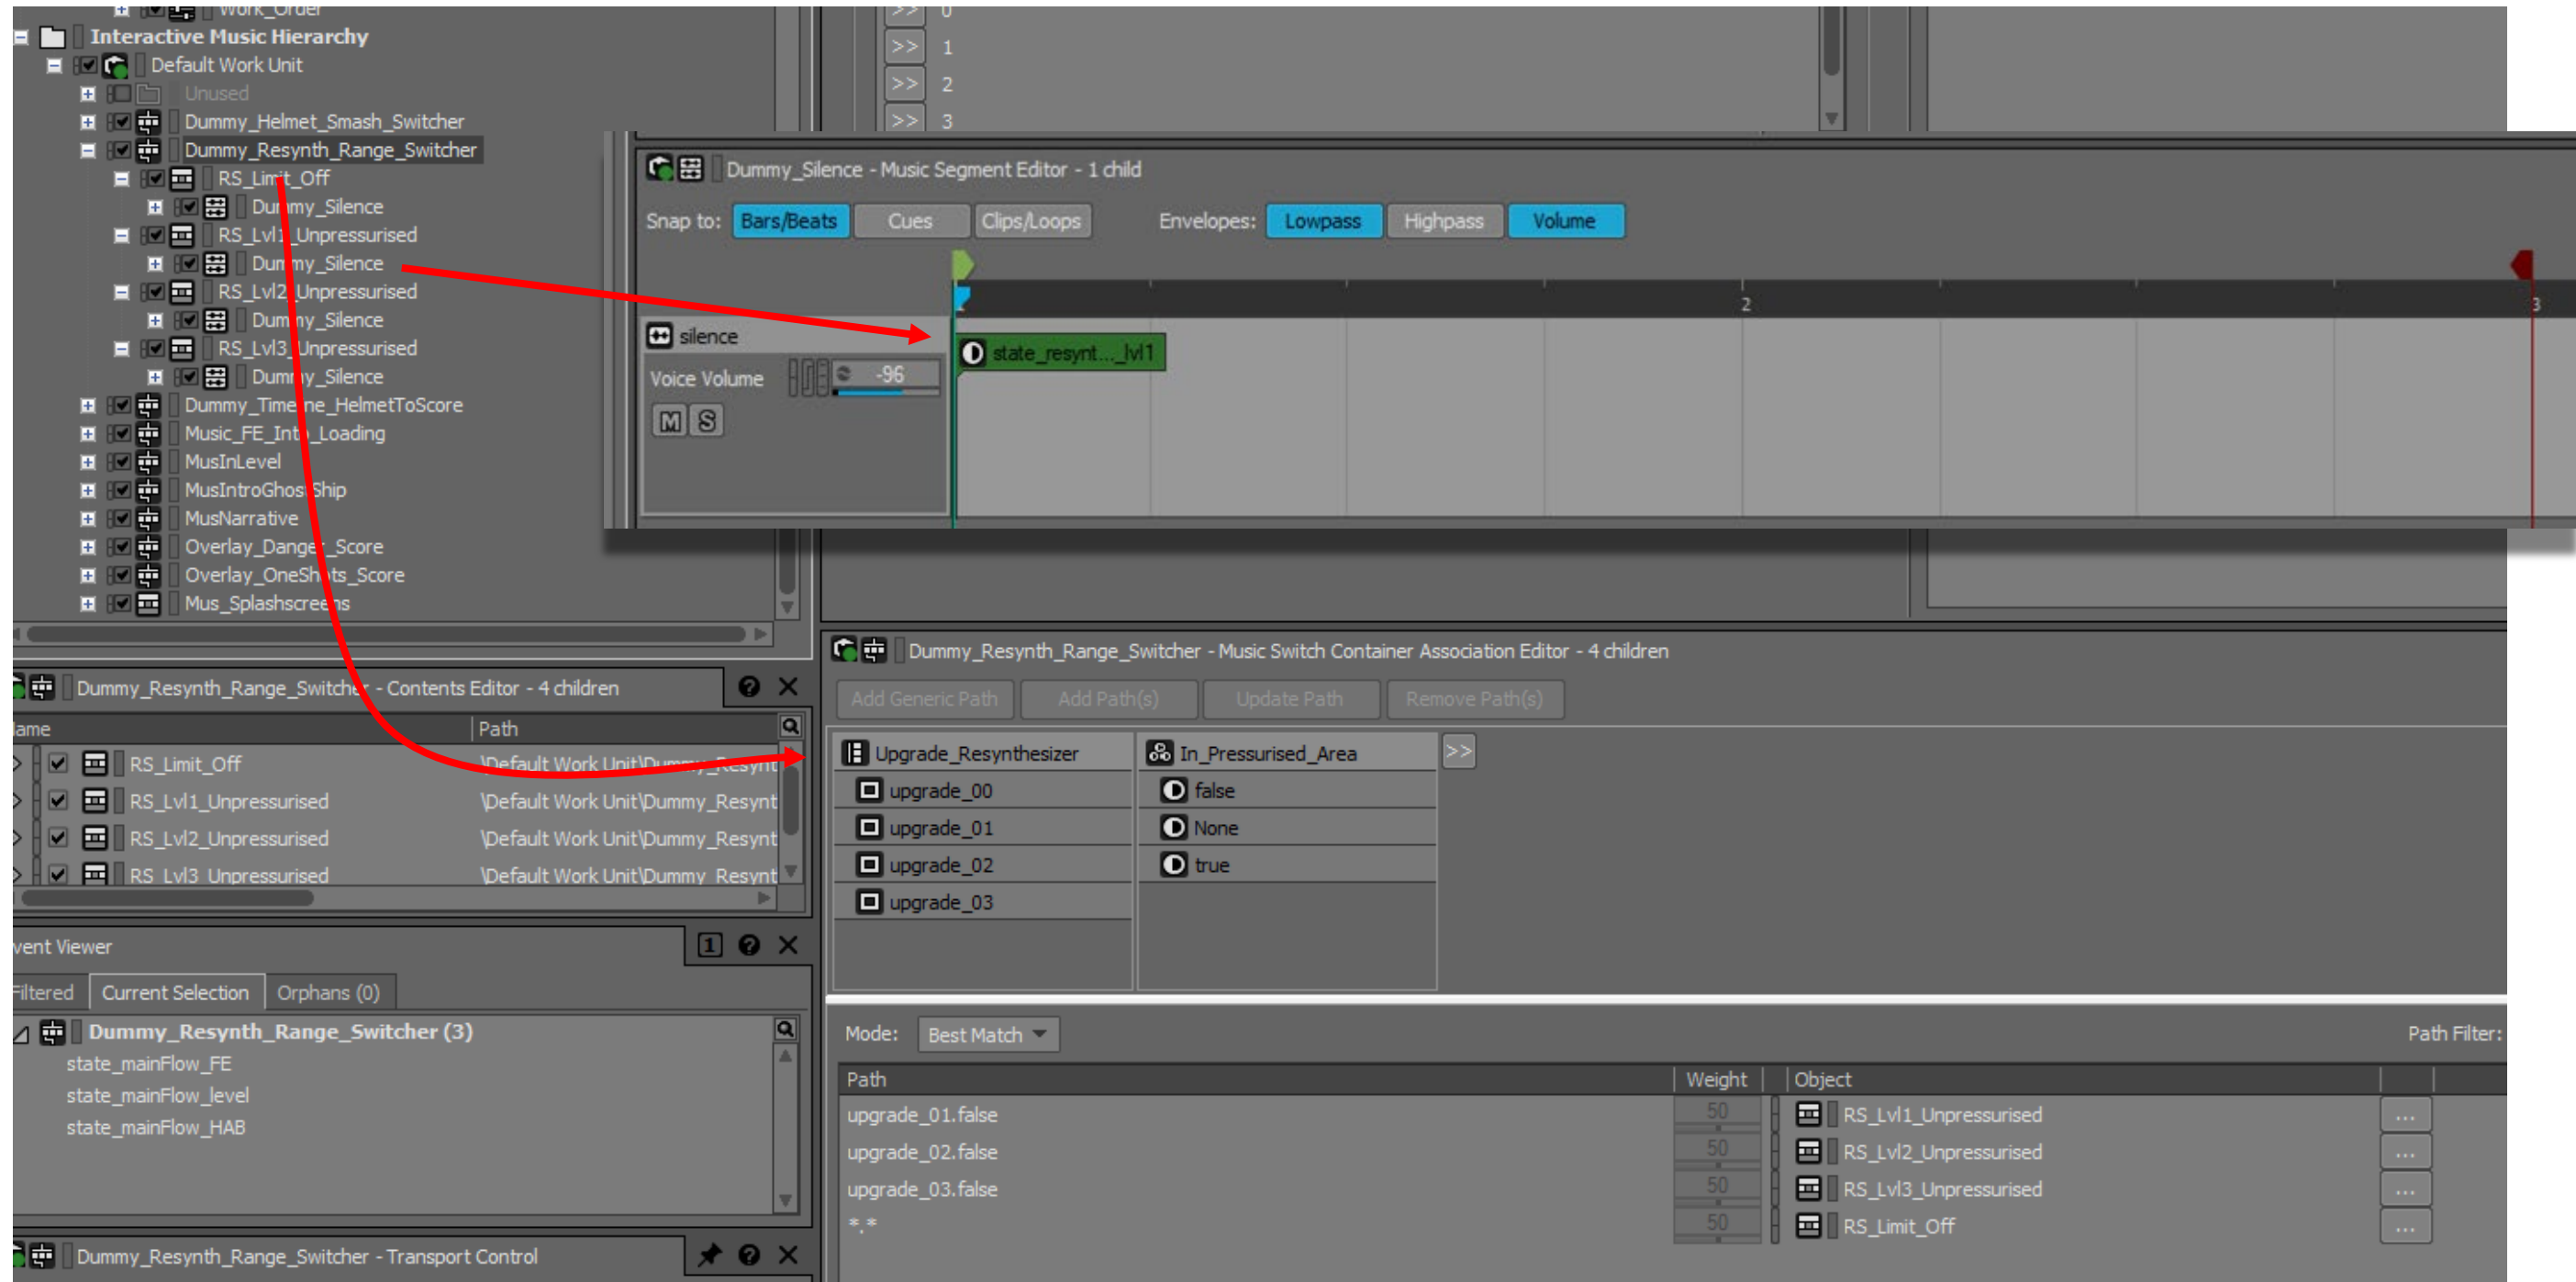 Work_Order
Interactive Music Hierarchy
Default Work Unit
Unused
Dummy_Helmet_Smash_Switcher
Dummy_Resynth_Range_Switcher
RS_Limit_Off
Dummy_Silence
RS_Lvl1_Unpressurised
Dummy_Silence
RS_Lvl2_Unpressurised
Dummy_Silence
RS_Lvl3_Unpressurised
Dummy_Silence
Dummy_Timeline_HelmetToScore
Music_FE_Into_Loading
MusInLevel
MusIntroGhostShip
MusNarrative
Overlay_Danger_Score
Overlay_OneShots_Score
Mus_Splashscreens
>> 0
>> 1
>> 2
>> 3
Dummy_Silence - Music Segment Editor - 1 child
Snap to: Bars/Beats Cues Clips/Loops Envelopes: Lowpass Highpass Volume
2 3
silence
state_resynt..._lvl1
Voice Volume -96
M S
Dummy_Resynth_Range_Switcher - Contents Editor - 4 children
Name Path
RS_Limit_Off \Default Work Unit\Dummy_Resynt
RS_Lvl1_Unpressurised \Default Work Unit\Dummy_Resynt
RS_Lvl2_Unpressurised \Default Work Unit\Dummy_Resynt
RS_Lvl3_Unpressurised \Default Work Unit\Dummy_Resynt
vent Viewer 1
Filtered Current Selection Orphans (0)
Dummy_Resynth_Range_Switcher (3)
state_mainFlow_FE
state_mainFlow_level
state_mainFlow_HAB
Dummy_Resynth_Range_Switcher - Transport Control
Dummy_Resynth_Range_Switcher - Music Switch Container Association Editor - 4 children
Add Generic Path Add Path(s) Update Path Remove Path(s)
Upgrade_Resynthesizer In_Pressurised_Area >>
upgrade_00 false
upgrade_01 None
upgrade_02 true
upgrade_03
Mode: Best Match Path Filter:
Path Weight Object
upgrade_01.false 50 RS_Lvl1_Unpressurised ...
upgrade_02.false 50 RS_Lvl2_Unpressurised ...
upgrade_03.false 50 RS_Lvl3_Unpressurised ...
*.* 50 RS_Limit_Off ...